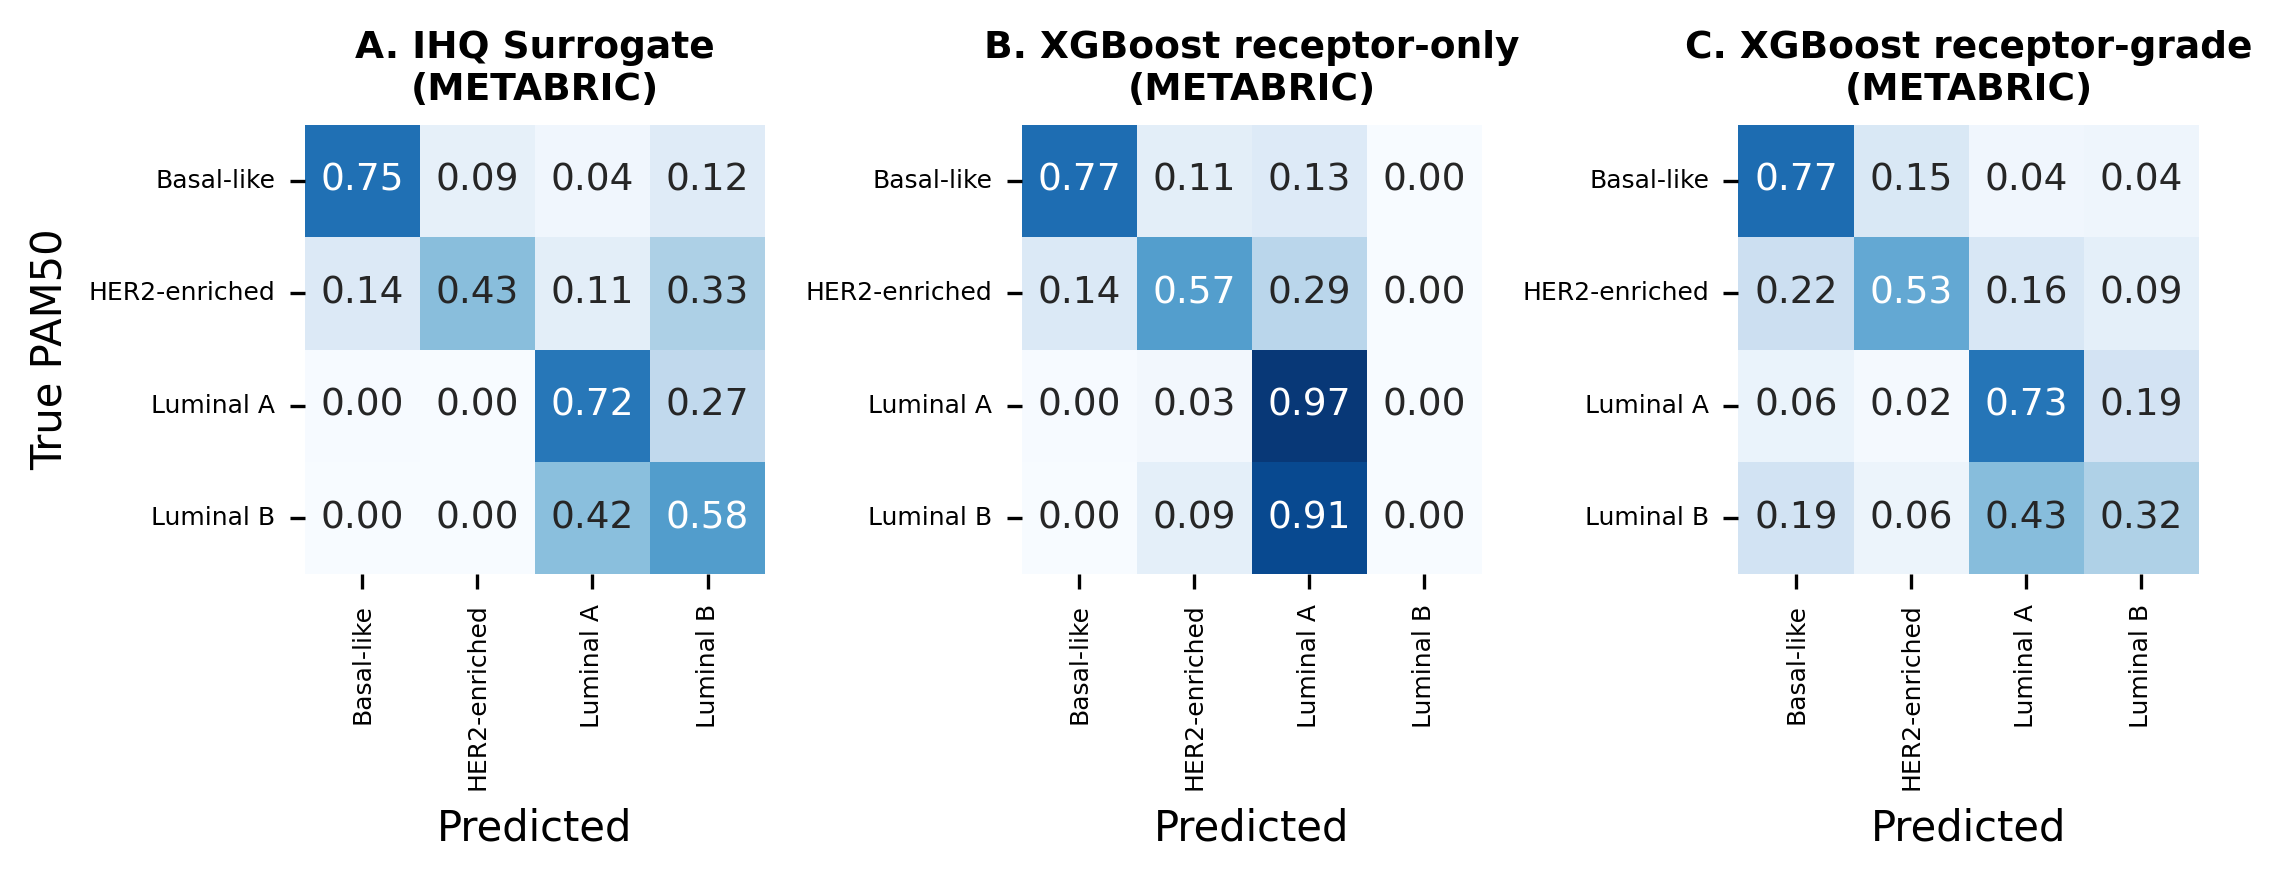 A. IHQ Surrogate
(METABRIC)
True PAM50
Basal-like 0.75 0.09 0.04 0.12
HER2-enriched 0.14 0.43 0.11 0.33
Luminal A 0.00 0.00 0.72 0.27
Luminal B 0.00 0.00 0.42 0.58
Basal-like HER2-enriched Luminal A Luminal B
Predicted
B. XGBoost receptor-only
(METABRIC)
Basal-like 0.77 0.11 0.13 0.00
HER2-enriched 0.14 0.57 0.29 0.00
Luminal A 0.00 0.03 0.97 0.00
Luminal B 0.00 0.09 0.91 0.00
Basal-like HER2-enriched Luminal A Luminal B
Predicted
C. XGBoost receptor-grade
(METABRIC)
Basal-like 0.77 0.15 0.04 0.04
HER2-enriched 0.22 0.53 0.16 0.09
Luminal A 0.06 0.02 0.73 0.19
Luminal B 0.19 0.06 0.43 0.32
Basal-like HER2-enriched Luminal A Luminal B
Predicted